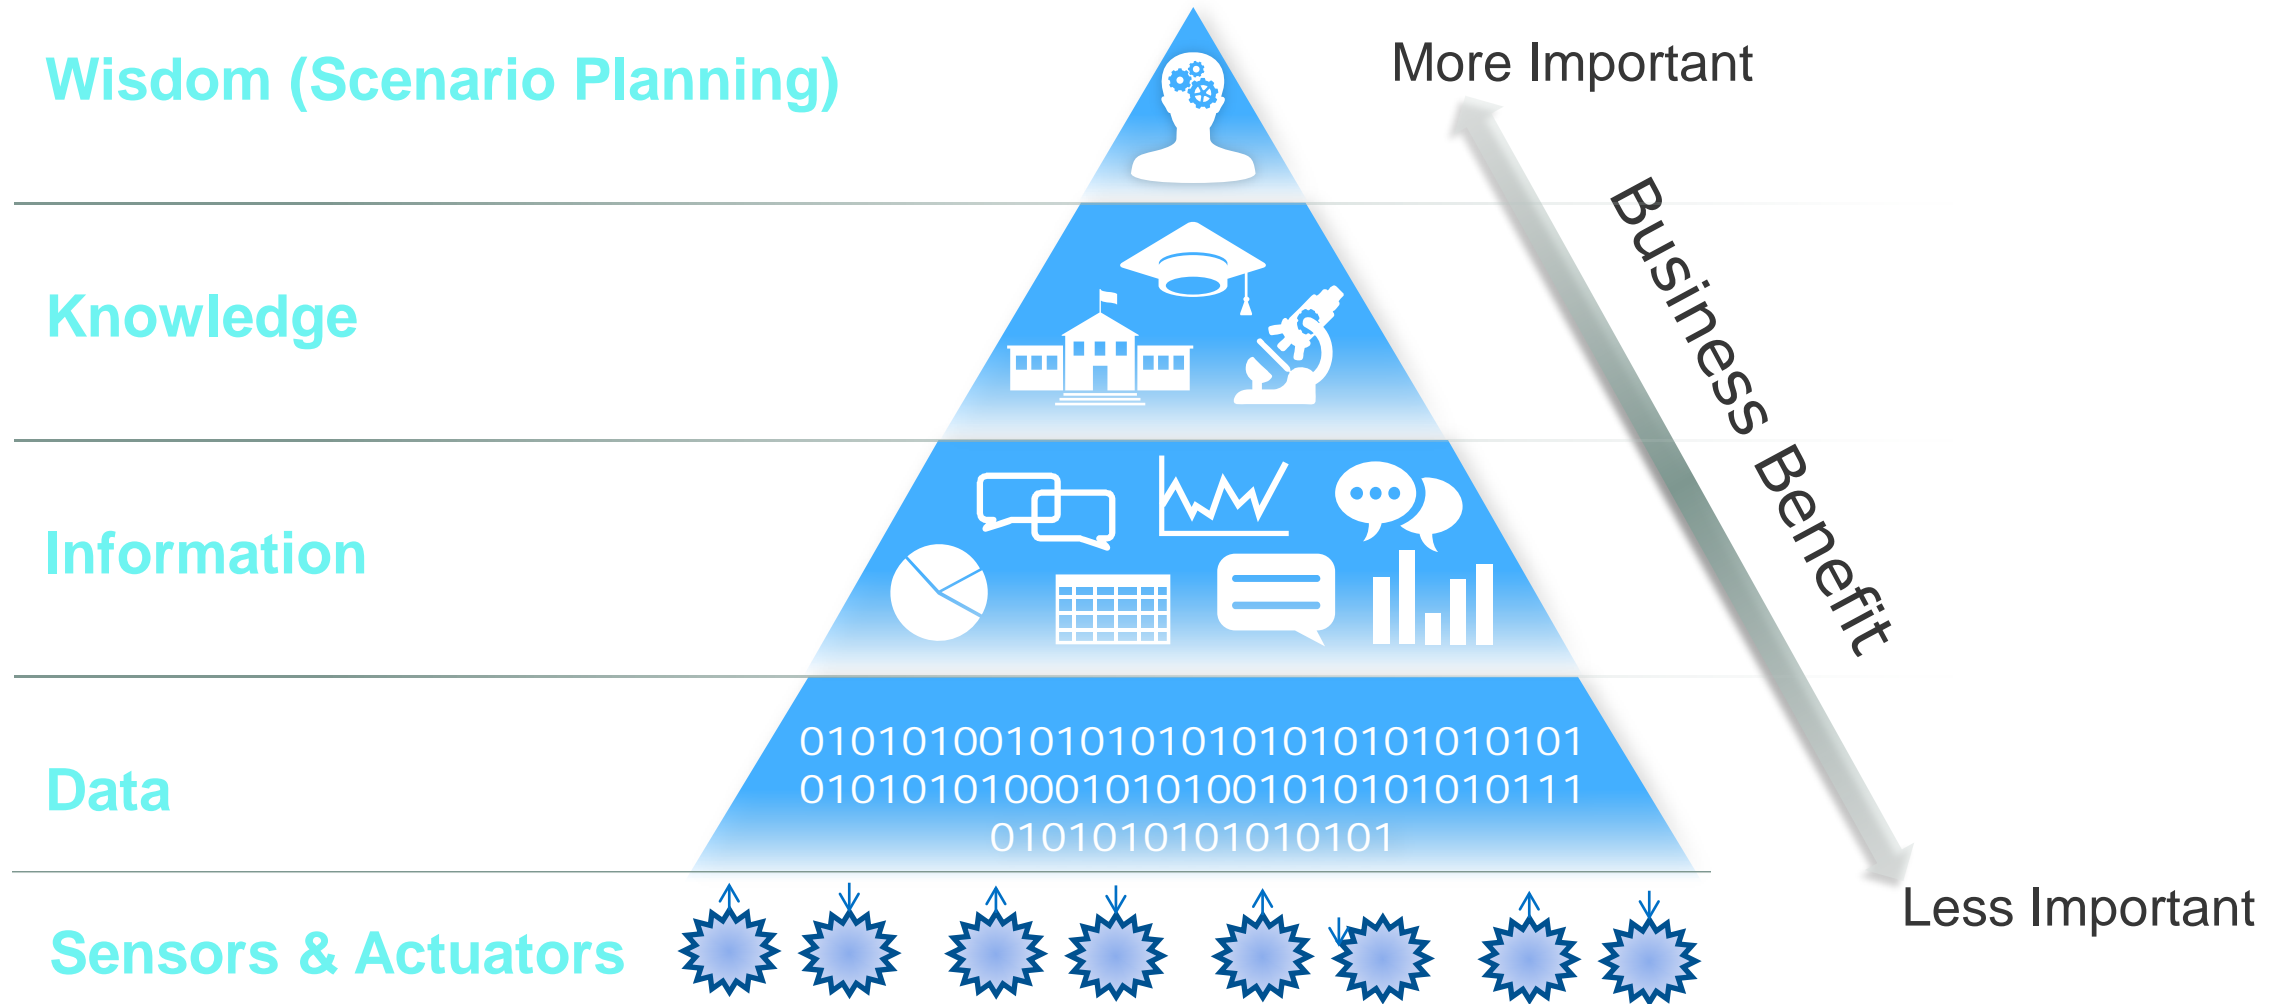 Wisdom (Scenario Planning)
More Important
Knowledge
Business Benefit
Information
Data
0101010010101010101010101010101
0101010100010101001010101010111
0101010101010101
Sensors & Actuators
Less Important